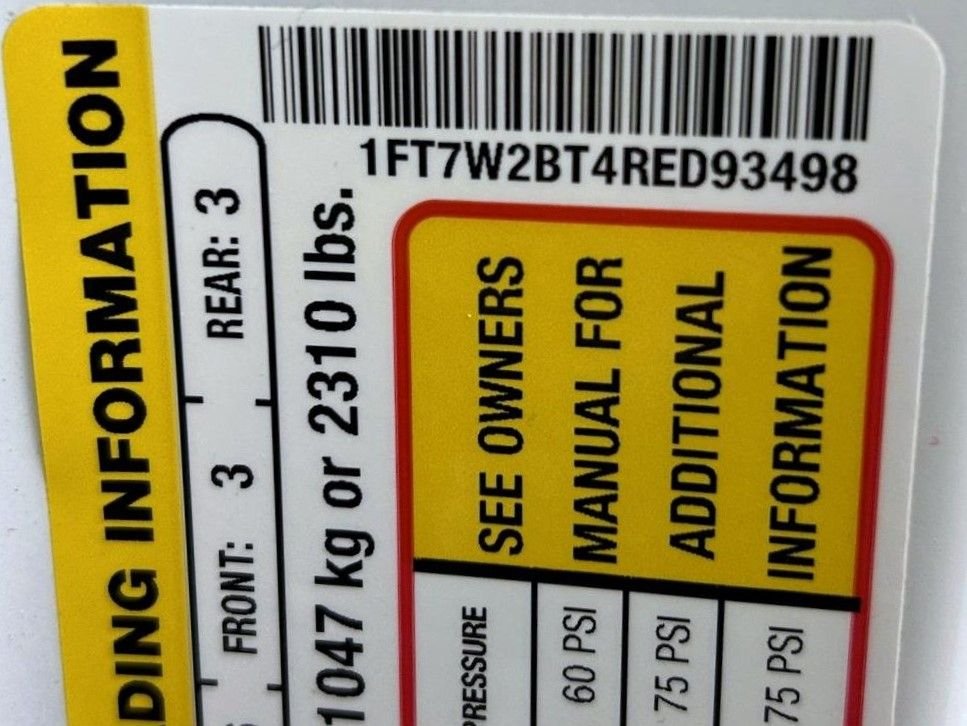 1FT7W2BT4RED93498
ADING INFORMATION
FRONT: 3 REAR: 3
1047 kg or 2310 lbs.
PRESSURE SEE OWNERS
60 PSI MANUAL FOR
75 PSI ADDITIONAL
75 PSI INFORMATION